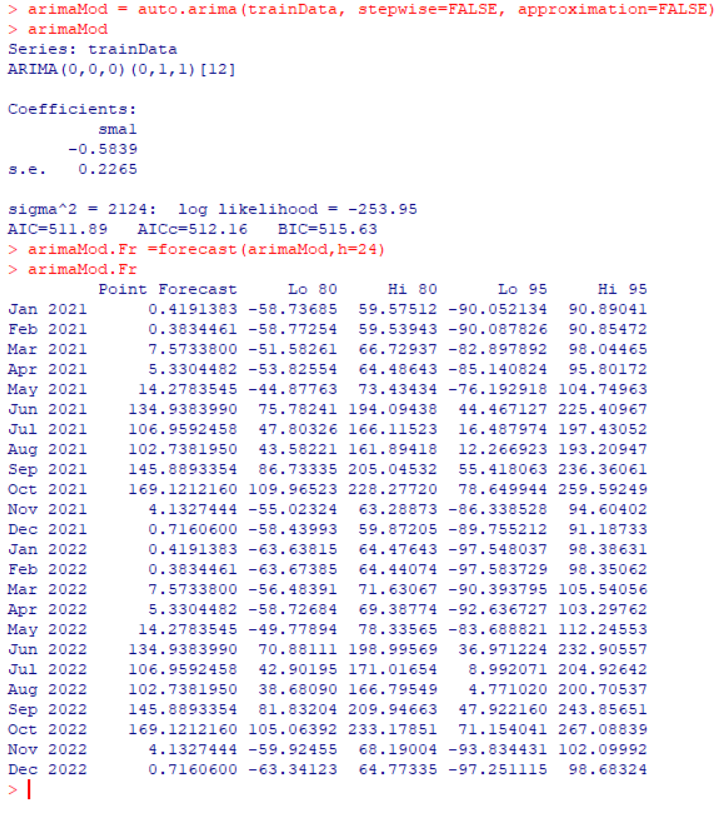 > arimaMod = auto.arima(trainData, stepwise=FALSE, approximation=FALSE)
> arimaMod
Series: trainData
ARIMA(0,0,0)(0,1,1)[12]
Coefficients:
sma1
-0.5839
s.e. 0.2265
sigma^2 = 2124: log likelihood = -253.95
AIC=511.89 AICc=512.16 BIC=515.63
> arimaMod.Fr =forecast(arimaMod,h=24)
> arimaMod.Fr
Point Forecast Lo 80 Hi 80 Lo 95 Hi 95
Jan 2021 0.4191383 -58.73685 59.57512 -90.052134 90.89041
Feb 2021 0.3834461 -58.77254 59.53943 -90.087826 90.85472
Mar 2021 7.5733800 -51.58261 66.72937 -82.897892 98.04465
Apr 2021 5.3304482 -53.82554 64.48643 -85.140824 95.80172
May 2021 14.2783545 -44.87763 73.43434 -76.192918 104.74963
Jun 2021 134.9383990 75.78241 194.09438 44.467127 225.40967
Jul 2021 106.9592458 47.80326 166.11523 16.487974 197.43052
Aug 2021 102.7381950 43.58221 161.89418 12.266923 193.20947
Sep 2021 145.8893354 86.73335 205.04532 55.418063 236.36061
Oct 2021 169.1212160 109.96523 228.27720 78.649944 259.59249
Nov 2021 4.1327444 -55.02324 63.28873 -86.338528 94.60402
Dec 2021 0.7160600 -58.43993 59.87205 -89.755212 91.18733
Jan 2022 0.4191383 -63.63815 64.47643 -97.548037 98.38631
Feb 2022 0.3834461 -63.67385 64.44074 -97.583729 98.35062
Mar 2022 7.5733800 -56.48391 71.63067 -90.393795 105.54056
Apr 2022 5.3304482 -58.72684 69.38774 -92.636727 103.29762
May 2022 14.2783545 -49.77894 78.33565 -83.688821 112.24553
Jun 2022 134.9383990 70.88111 198.99569 36.971224 232.90557
Jul 2022 106.9592458 42.90195 171.01654 8.992071 204.92642
Aug 2022 102.7381950 38.68090 166.79549 4.771020 200.70537
Sep 2022 145.8893354 81.83204 209.94663 47.922160 243.85651
Oct 2022 169.1212160 105.06392 233.17851 71.154041 267.08839
Nov 2022 4.1327444 -59.92455 68.19004 -93.834431 102.09992
Dec 2022 0.7160600 -63.34123 64.77335 -97.251115 98.68324
>